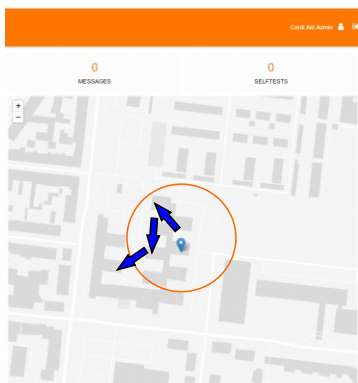 Cardi Aid Admin
0
MESSAGES
0
SELFTESTS
+
−